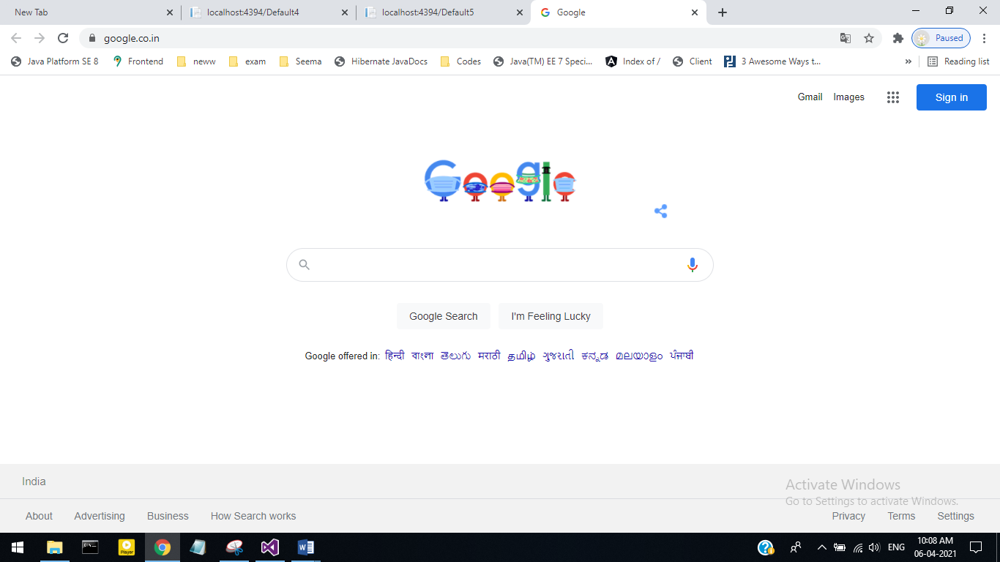 New Tab
localhost:4394/Default4
localhost:4394/Default5
Google
google.co.in
Paused
Java Platform SE 8
Frontend
neww
exam
Seema
Hibernate JavaDocs
Codes
Java(TM) EE 7 Speci...
Index of /
Client
3 Awesome Ways t...
»
Reading list
Gmail
Images
Sign in
Google
Google Search
I'm Feeling Lucky
Google offered in: हिन्दी বাংলা తెలుగు मराठी தமிழ் ગુજરાતી ಕನ್ನಡ മലയാളം ਪੰਜਾਬੀ
India
Activate Windows
Go to Settings to activate Windows.
About
Advertising
Business
How Search works
Privacy
Terms
Settings
Player
ENG
10:08 AM
06-04-2021